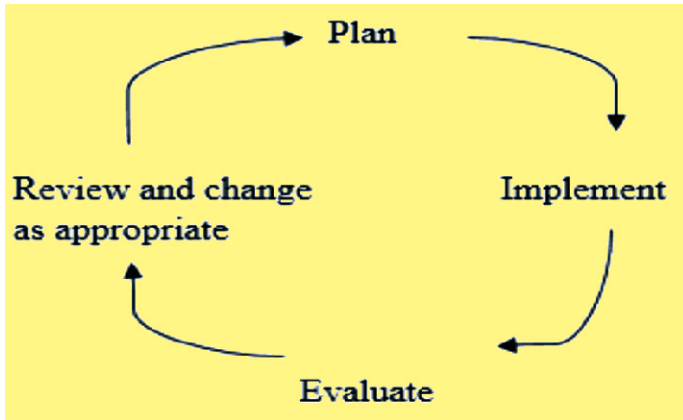 Plan
Implement
Evaluate
Review and change
as appropriate